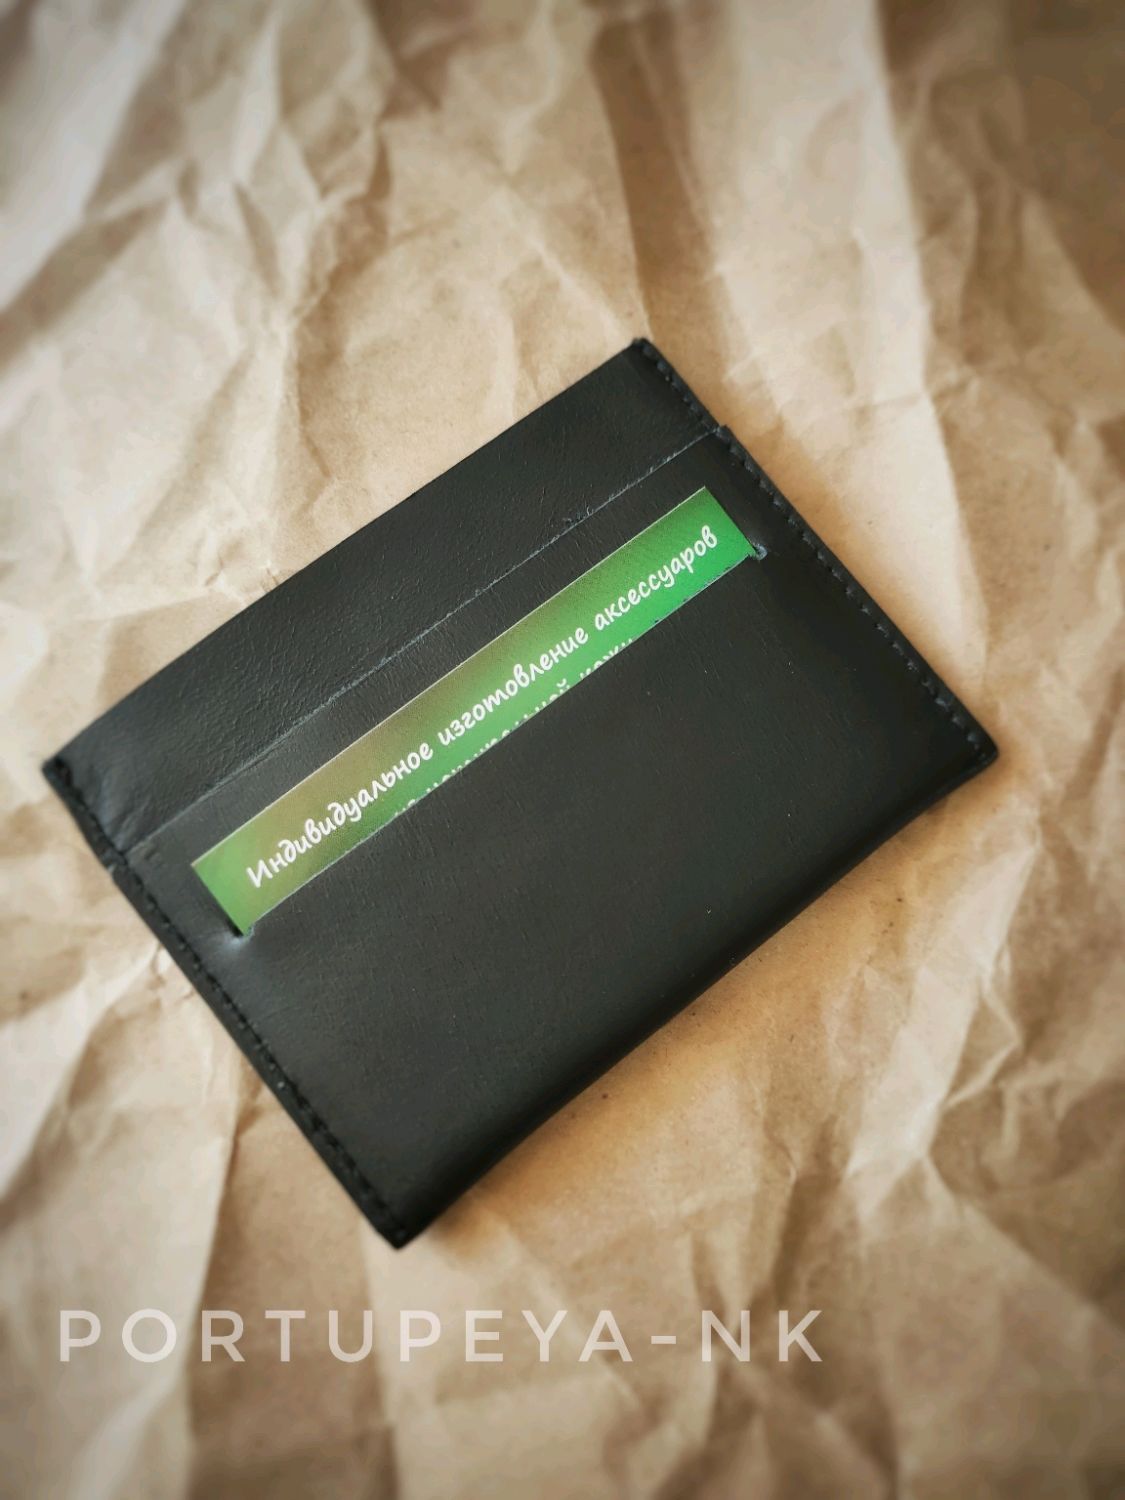 Индивидуальное изготовление аксессуаров
PORTUPEYA-NK